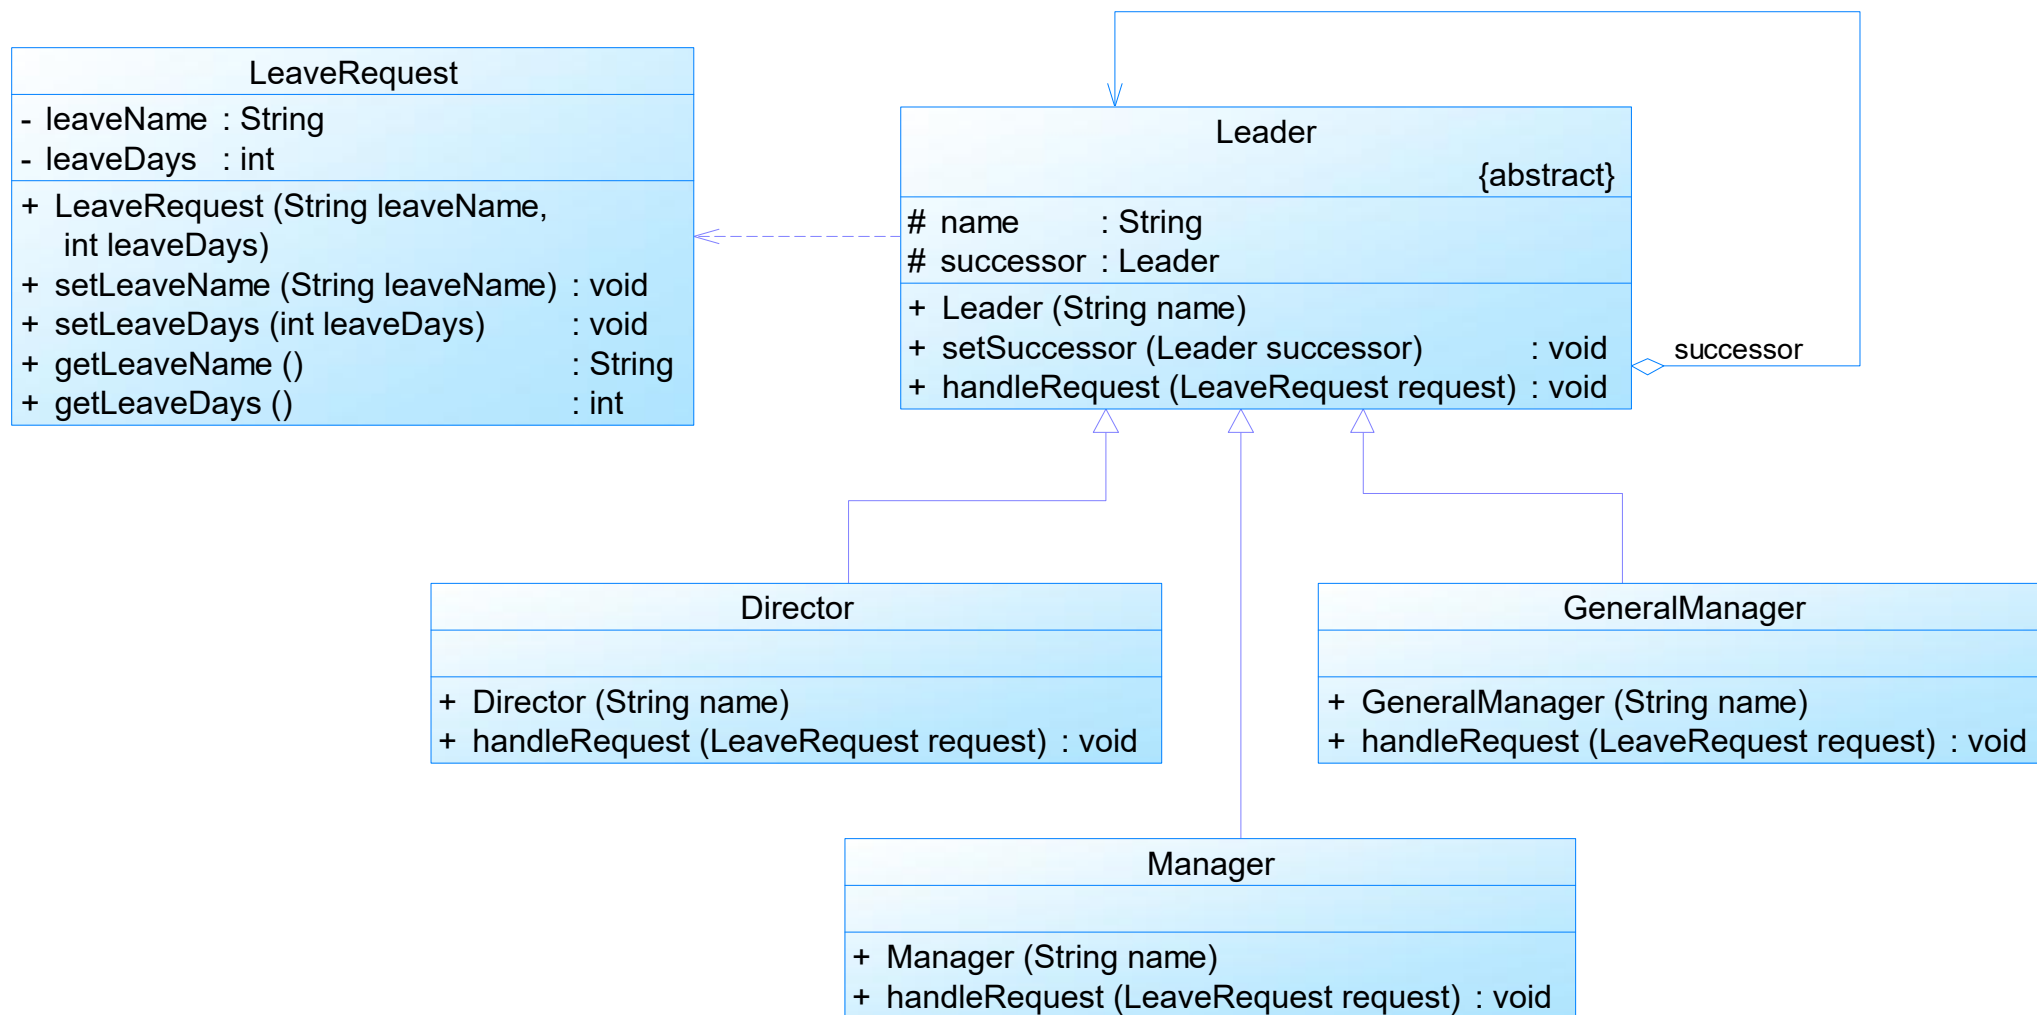 LeaveRequest
- leaveName : String
- leaveDays : int
+ LeaveRequest (String leaveName,
int leaveDays)
+ setLeaveName (String leaveName) : void
+ setLeaveDays (int leaveDays) : void
+ getLeaveName () : String
+ getLeaveDays () : int
Leader
{abstract}
# name : String
# successor : Leader
+ Leader (String name)
+ setSuccessor (Leader successor) : void
+ handleRequest (LeaveRequest request) : void
successor
Director
+ Director (String name)
+ handleRequest (LeaveRequest request) : void
GeneralManager
+ GeneralManager (String name)
+ handleRequest (LeaveRequest request) : void
Manager
+ Manager (String name)
+ handleRequest (LeaveRequest request) : void